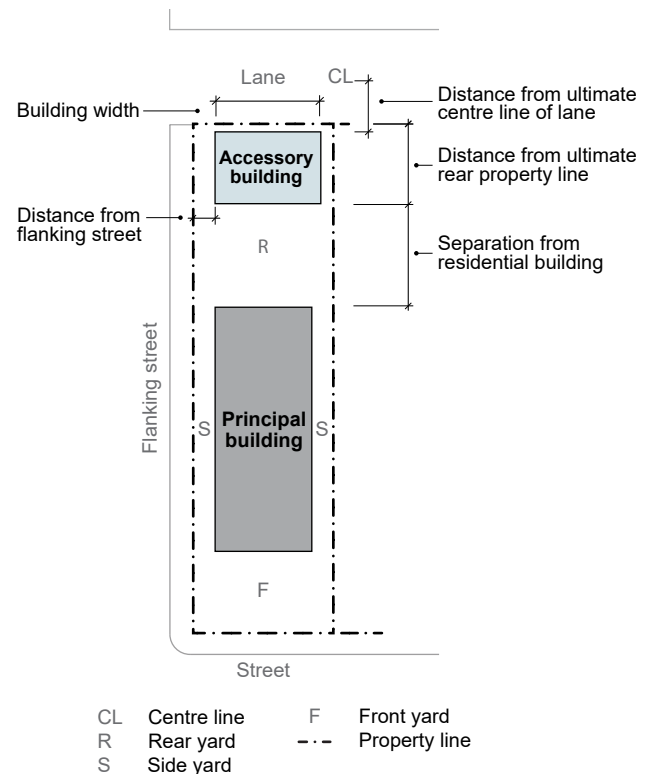 Lane
CL
Building width
Distance from ultimate
centre line of lane
Accessory
building
Distance from ultimate
rear property line
Distance from
flanking street
R
Separation from
residential building
Flanking street
S
Principal
building
S
F
Street
CL Centre line
F Front yard
R Rear yard
Property line
S Side yard